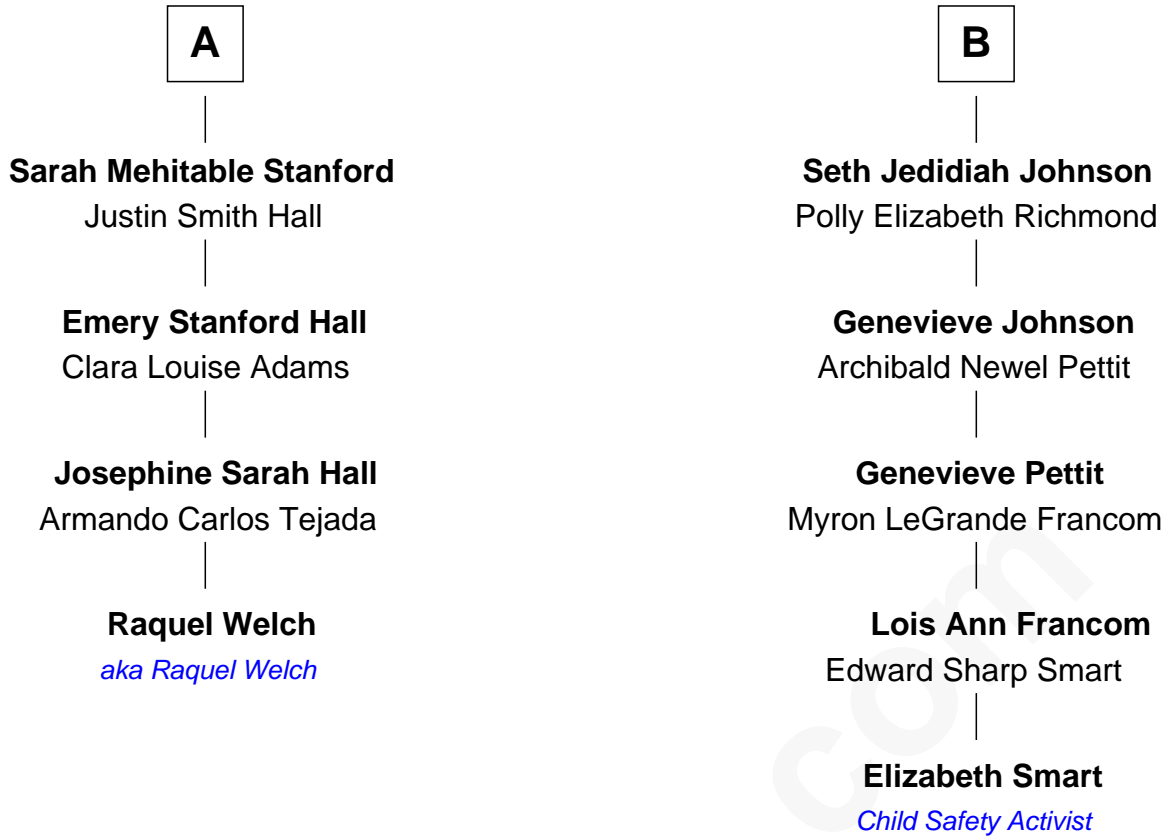 A
Sarah Mehitable Stanford
Justin Smith Hall
Emery Stanford Hall
Clara Louise Adams
Josephine Sarah Hall
Armando Carlos Tejada
Raquel Welch
aka Raquel Welch
B
Seth Jedidiah Johnson
Polly Elizabeth Richmond
Genevieve Johnson
Archibald Newel Pettit
Genevieve Pettit
Myron LeGrande Francom
Lois Ann Francom
Edward Sharp Smart
Elizabeth Smart
Child Safety Activist
com